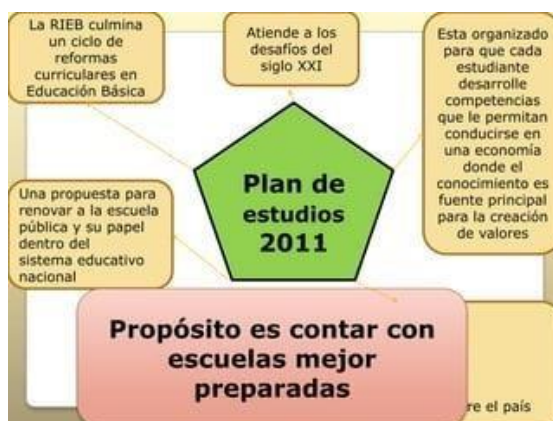 La RIEB culmina
un ciclo de
reformas
curriculares en
Educación Básica
Atiende a los
desafíos del
siglo XXI
Esta organizado
para que cada
estudiante
desarrolle
competencias
que le permitan
conducirse en
una economía
donde el
conocimiento es
fuente principal
para la creación
de valores
Plan de
estudios
2011
Una propuesta para
renovar a la escuela
pública y su papel
dentro del
sistema educativo
nacional
Propósito es contar con
escuelas mejor
preparadas
el país